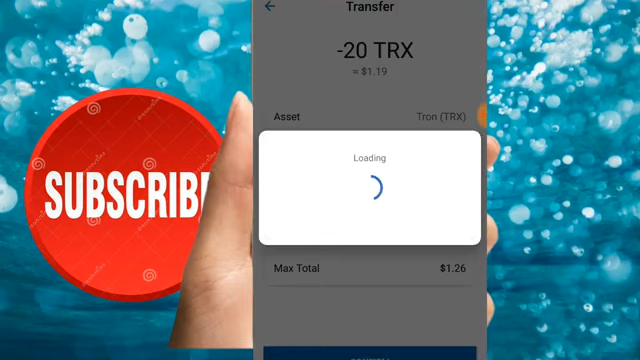 Transfer
-20 TRX
≈ $1.19
Asset
Tron (TRX)
SUBSCRIBE
Loading
Max Total
$1.26